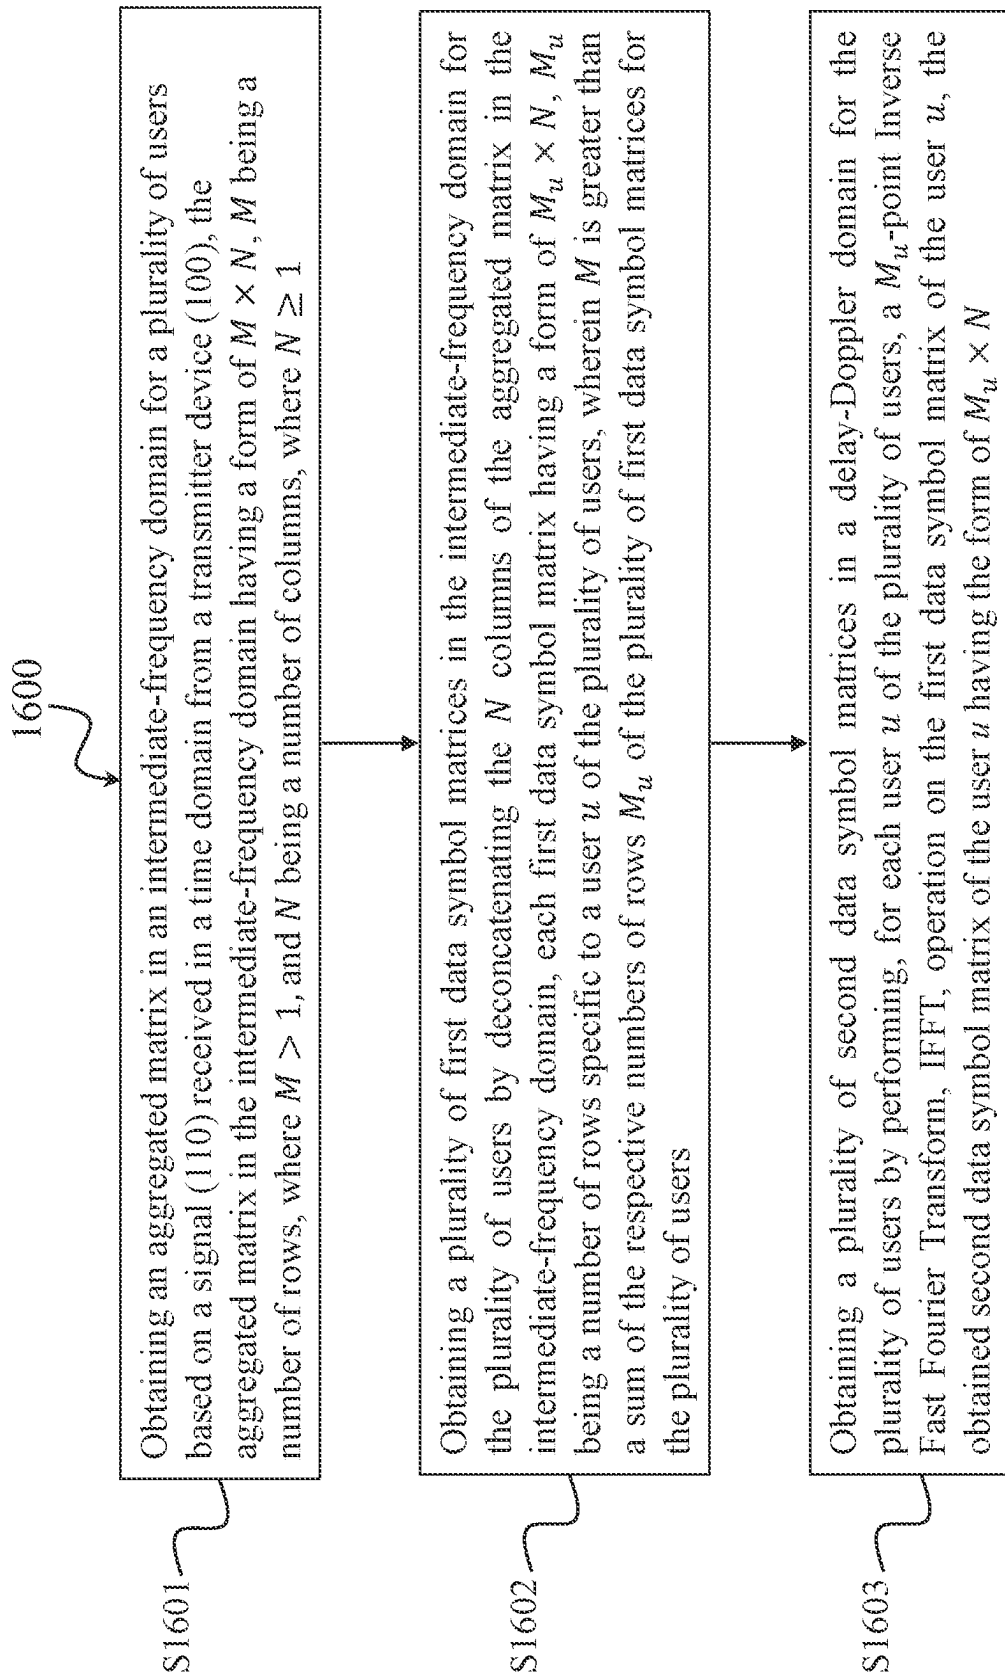 1600
S1601
Obtaining an aggregated matrix in an intermediate-frequency domain for a plurality of users
based on a signal (110) received in a time domain from a transmitter device (100), the
aggregated matrix in the intermediate-frequency domain having a form of M × N, M being a
number of rows, where M > 1, and N being a number of columns, where N ≥ 1
S1602
Obtaining a plurality of first data symbol matrices in the intermediate-frequency domain for
the plurality of users by deconcatenating the N columns of the aggregated matrix in the
intermediate-frequency domain, each first data symbol matrix having a form of M_u × N, M_u
being a number of rows specific to a user u of the plurality of users, wherein M is greater than
a sum of the respective numbers of rows M_u of the plurality of first data symbol matrices for
the plurality of users
S1603
Obtaining a plurality of second data symbol matrices in a delay-Doppler domain for the
plurality of users by performing, for each user u of the plurality of users, a M_u-point Inverse
Fast Fourier Transform, IFFT, operation on the first data symbol matrix of the user u, the
obtained second data symbol matrix of the user u having the form of M_u × N